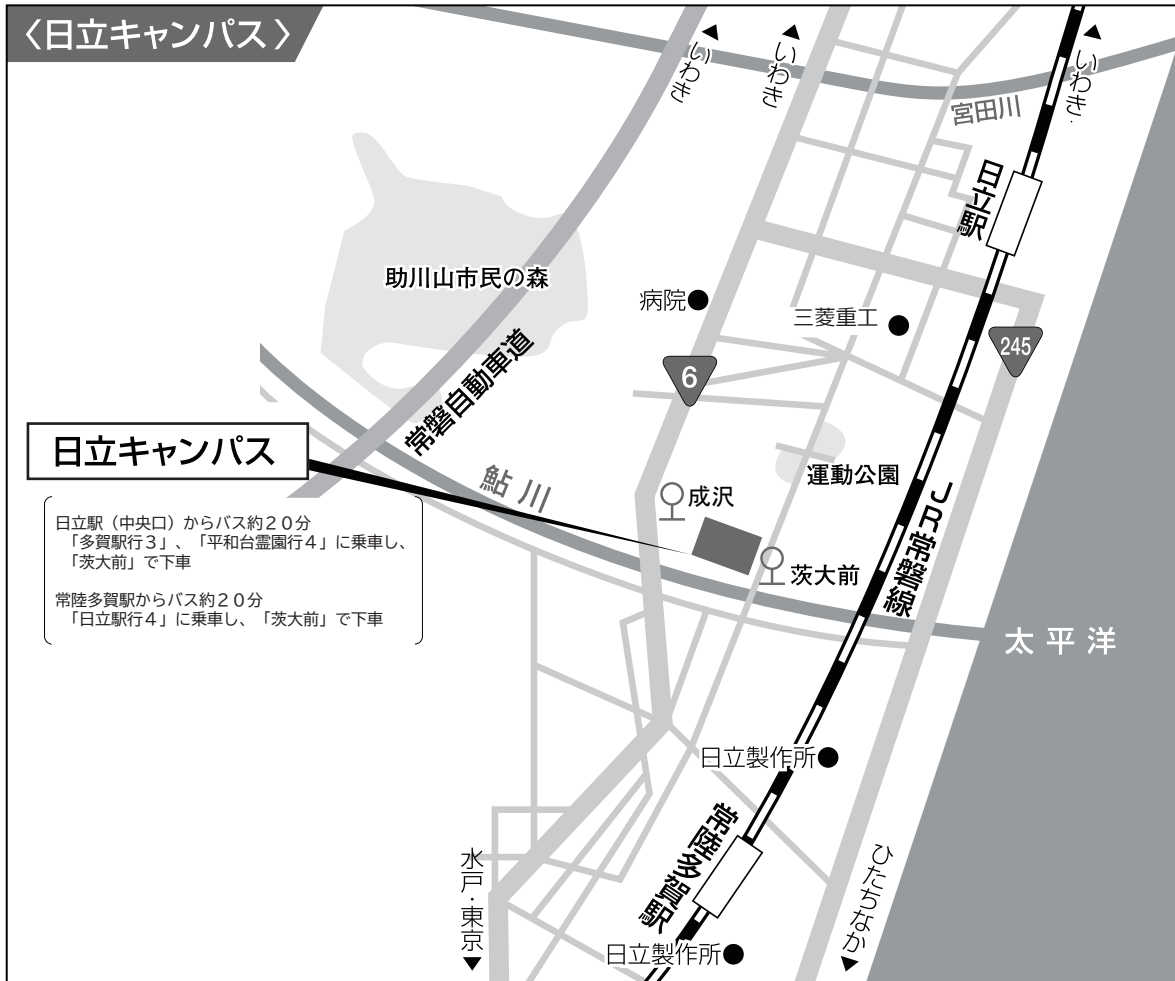 〈日立キャンパス〉
いわき
いわき
いわき
宮田川
日立駅
助川山市民の森
病院
三菱重工
245
6
常磐自動車道
日立キャンパス
鮎川
成沢
運動公園
JR常磐線
日立駅（中央口）からバス約２０分
「多賀駅行３」、「平和台霊園行４」に乗車し、
「茨大前」で下車
常陸多賀駅からバス約２０分
「日立駅行４」に乗車し、「茨大前」で下車
茨大前
太平洋
日立製作所
常陸多賀駅
水戸・東京
ひたちなか
日立製作所